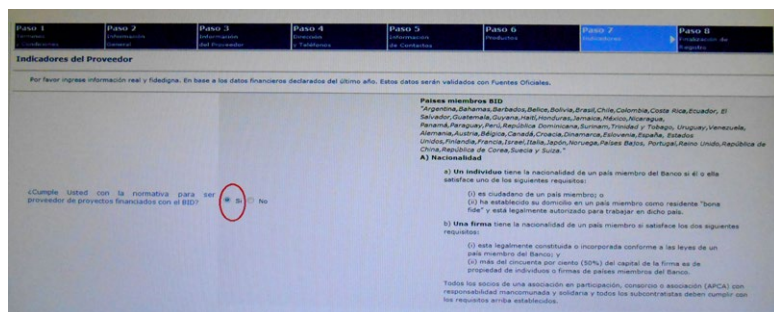 Paso 1
Terminos
y Condiciones
Paso 2
Información
General
Paso 3
Información
del Proveedor
Paso 4
Dirección
y Teléfonos
Paso 5
Información
de Contactos
Paso 6
Productos
Paso 7
Indicadores
Paso 8
Finalización de
Registro
Indicadores del Proveedor
Por favor ingrese información real y fidedigna. En base a los datos financieros declarados del último año. Estos datos serán validados con Fuentes Oficiales.
¿Cumple Usted con la normativa para ser
proveedor de proyectos financiados con el BID?
Si
No
Países miembros BID
"Argentina,Bahamas,Barbados,Belice,Bolivia,Brasil,Chile,Colombia,Costa Rica,Ecuador, El
Salvador,Guatemala,Guyana,Haití,Honduras,Jamaica,México,Nicaragua,
Panamá,Paraguay,Perú,República Dominicana,Surinam,Trinidad y Tobago, Uruguay,Venezuela,
Alemania,Austria,Bélgica,Canadá,Croacia,Dinamarca,Eslovenia,España, Estados
Unidos,Finlandia,Francia,Israel,Italia,Japón,Noruega,Países Bajos, Portugal,Reino Unido,República de
China,República de Corea,Suecia y Suiza."
A) Nacionalidad
a) Un individuo tiene la nacionalidad de un país miembro del Banco si él o ella
satisface uno de los siguientes requisitos:
(i) es ciudadano de un país miembro; o
(ii) ha establecido su domicilio en un país miembro como residente "bona
fide" y está legalmente autorizado para trabajar en dicho país.
b) Una firma tiene la nacionalidad de un país miembro si satisface los dos siguientes
requisitos:
(i) esta legalmente constituida o incorporada conforme a las leyes de un
país miembro del Banco; y
(ii) más del cincuenta por ciento (50%) del capital de la firma es de
propiedad de individuos o firmas de países miembros del Banco.
Todos los socios de una asociación en participación, consorcio o asociación (APCA) con
responsabilidad mancomunada y solidaria y todos los subcontratistas deben cumplir con
los requisitos arriba establecidos.